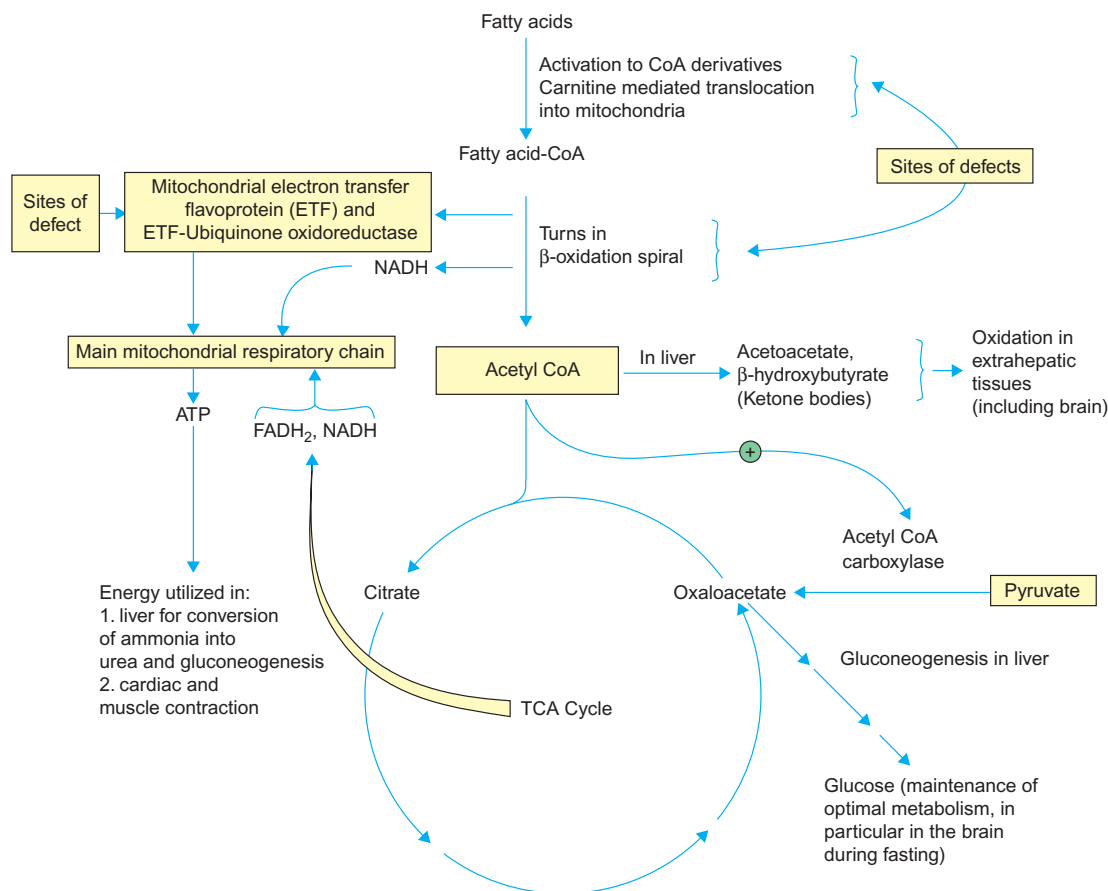 Fatty acids
Activation to CoA derivatives
Carnitine mediated translocation
into mitochondria
Fatty acid-CoA
Sites of defects
Sites of
defect
Mitochondrial electron transfer
flavoprotein (ETF) and
ETF-Ubiquinone oxidoreductase
Turns in
β-oxidation spiral
NADH
Main mitochondrial respiratory chain
Acetyl CoA
In liver
Acetoacetate,
β-hydroxybutyrate
(Ketone bodies)
Oxidation in
extrahepatic
tissues
(including brain)
ATP
FADH₂, NADH
+
Acetyl CoA
carboxylase
Energy utilized in:
1. liver for conversion
of ammonia into
urea and gluconeogenesis
2. cardiac and
muscle contraction
Citrate
Oxaloacetate
Pyruvate
Gluconeogenesis in liver
TCA Cycle
Glucose (maintenance of
optimal metabolism, in
particular in the brain
during fasting)